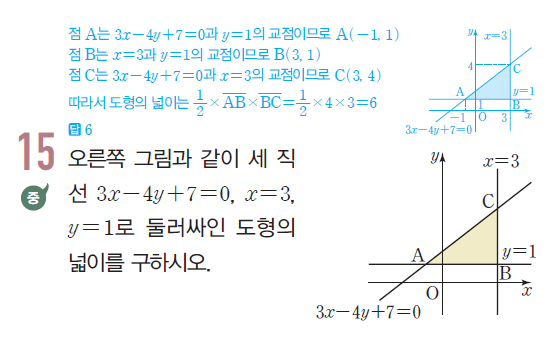 점 A는 3x−4y+7=0과 y=1의 교점이므로 A(−1, 1)
점 B는 x=3과 y=1의 교점이므로 B(3, 1)
점 C는 3x−4y+7=0과 x=3의 교점이므로 C(3, 4)
따라서 도형의 넓이는 1/2×A̅B̅×B̅C̅=1/2×4×3=6
답 6
y x=3
4
C
A y=1
1 B
−1 O 3 x
3x−4y+7=0
15
중
오른쪽 그림과 같이 세 직
선 3x−4y+7=0, x=3,
y=1로 둘러싸인 도형의
넓이를 구하시오.
y x=3
C
A y=1
B
O x
3x−4y+7=0